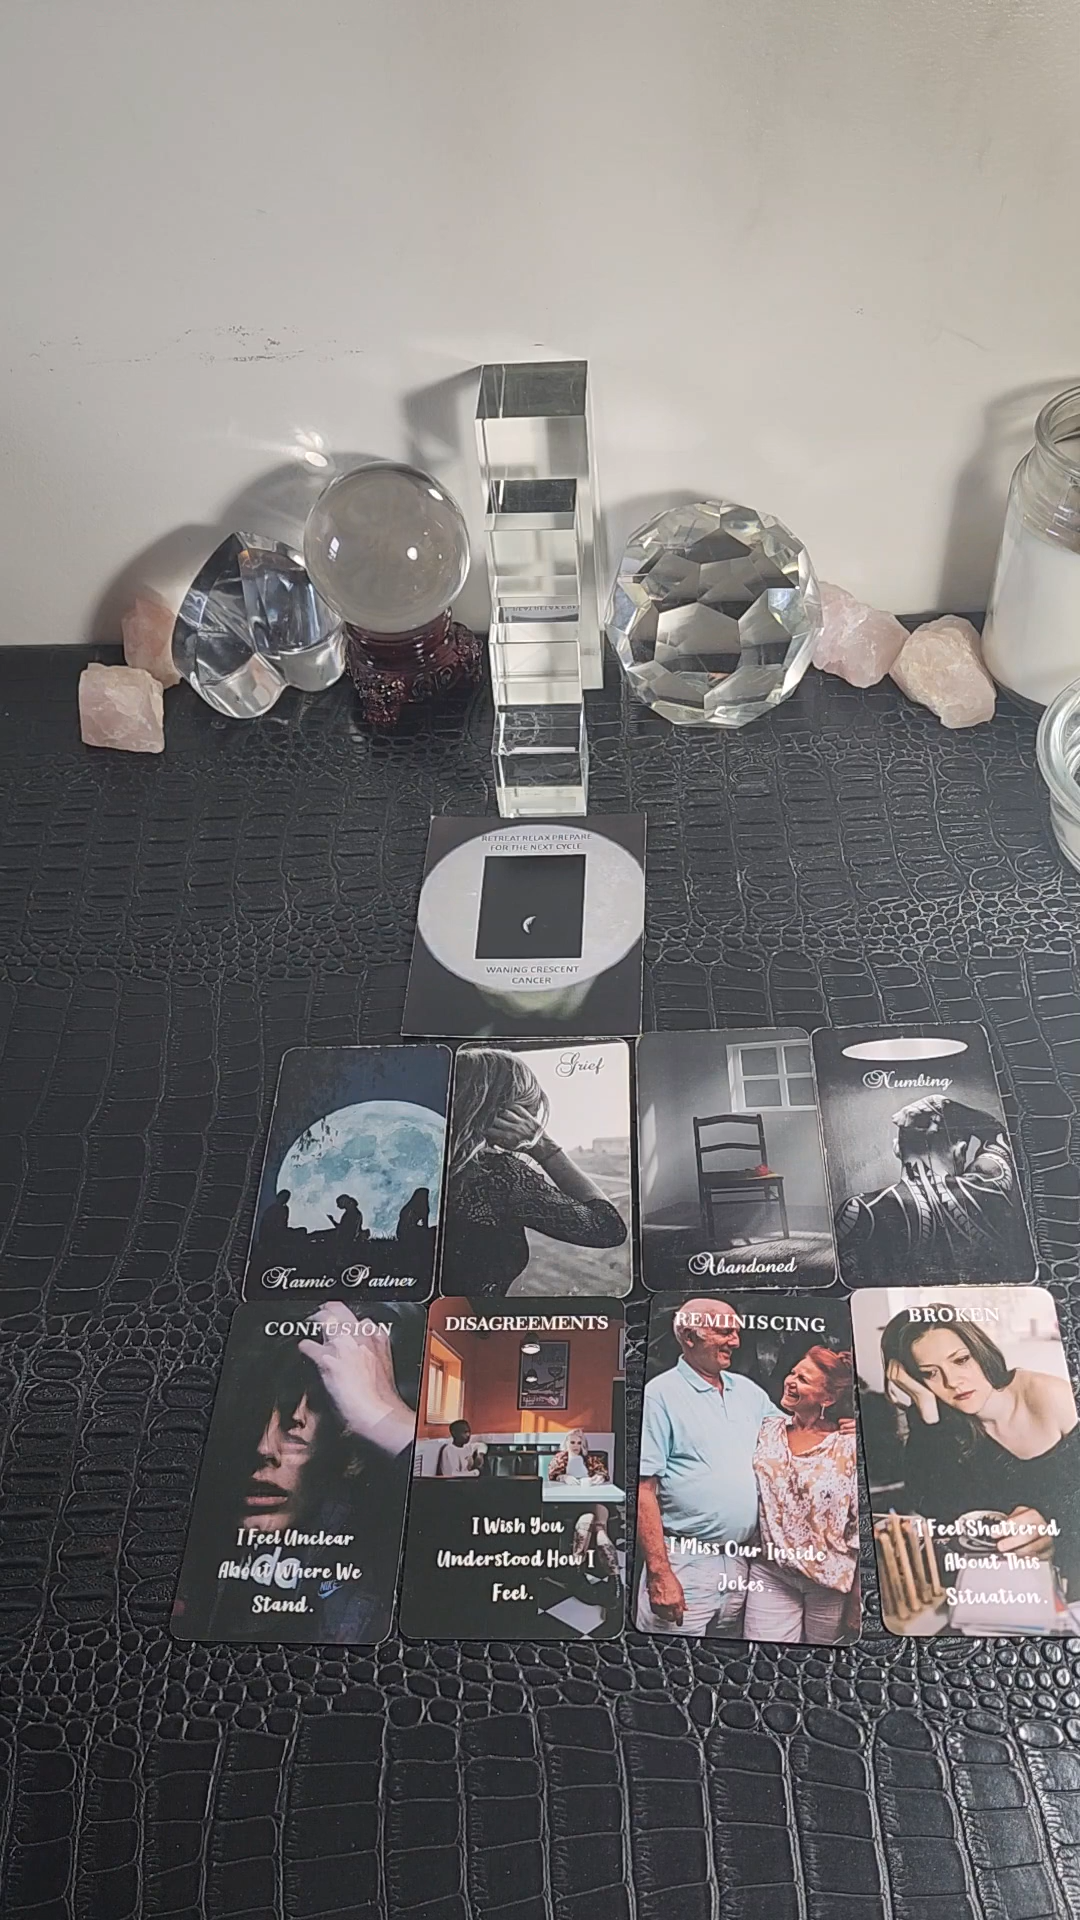 RETREAT RELAX PREPARE
FOR THE NEXT CYCLE
WANING CRESCENT
CANCER
Karmic Partner
Grief
Abandoned
Numbing
CONFUSION
I Feel Unclear
About Where We
Stand.
NIKE
DISAGREEMENTS
I Wish You
Understood How I
Feel.
REMINISCING
I Miss Our Inside
Jokes.
BROKEN
I Feel Shattered
About This
Situation.